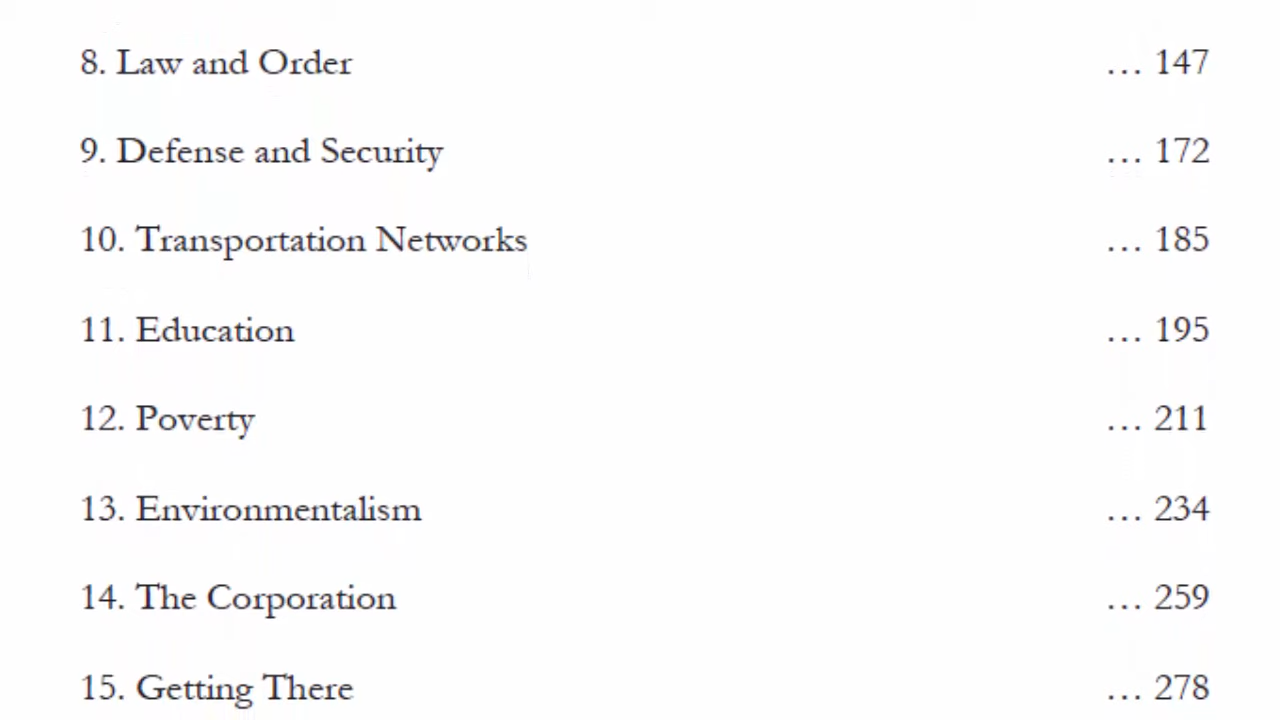 8. Law and Order ... 147
9. Defense and Security ... 172
10. Transportation Networks ... 185
11. Education ... 195
12. Poverty ... 211
13. Environmentalism ... 234
14. The Corporation ... 259
15. Getting There ... 278